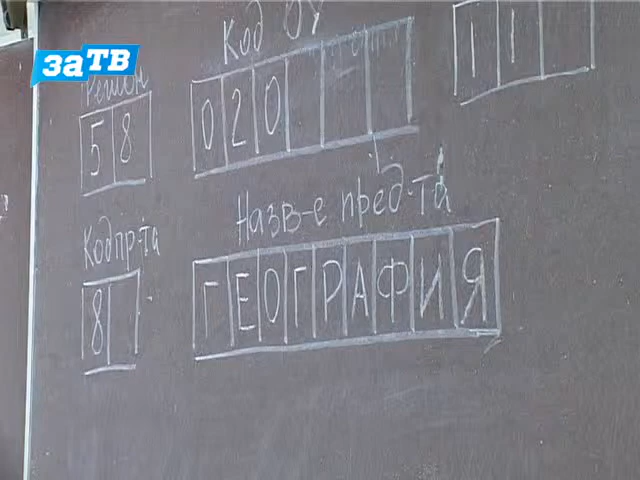 заТВ
Регион
Код ОУ
58
020
11
Код пр-та
Назв-е пред-та
8
ГЕОГРАФИЯ